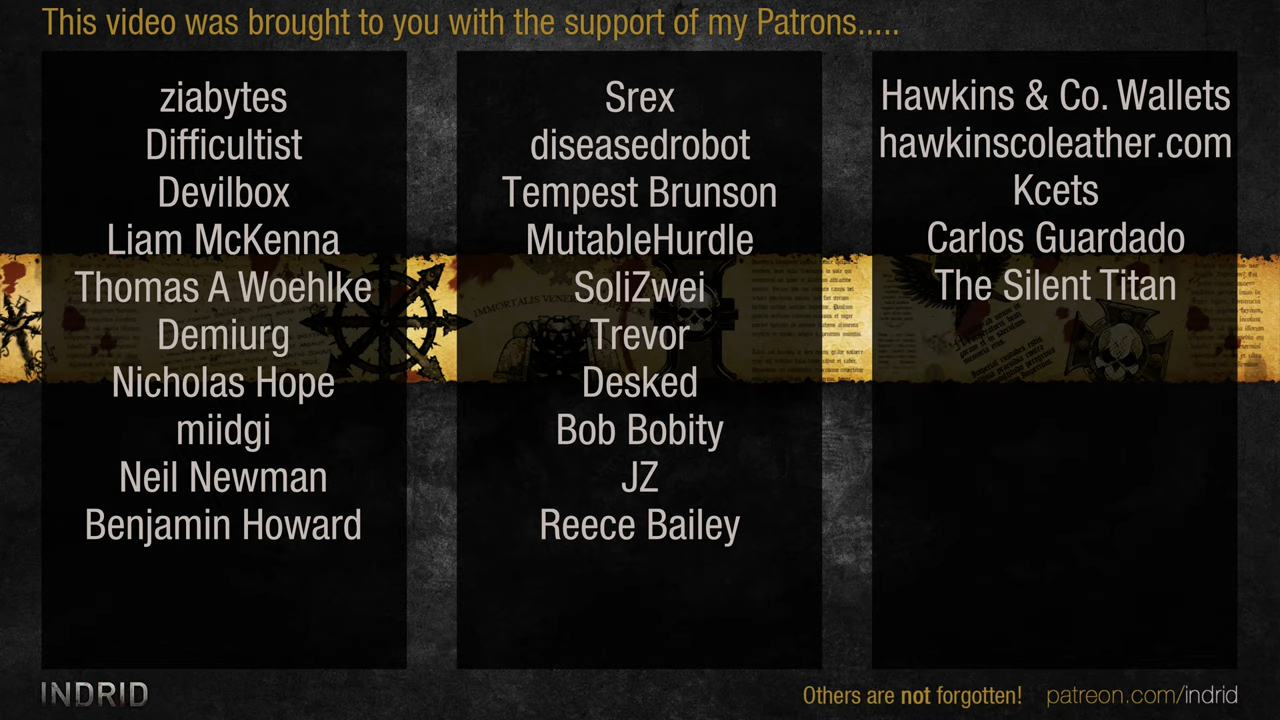 This video was brought to you with the support of my Patrons.....
ziabytes
Difficultist
Devilbox
Liam McKenna
Thomas A Woehlke
Demiurg
Nicholas Hope
miidgi
Neil Newman
Benjamin Howard
Srex
diseasedrobot
Tempest Brunson
MutableHurdle
SoliZwei
Trevor
Desked
Bob Bobity
JZ
Reece Bailey
Hawkins & Co. Wallets
hawkinscoleather.com
Kcets
Carlos Guardado
The Silent Titan
IMMORTALIS
INDRID
Others are not forgotten!
patreon.com/indrid